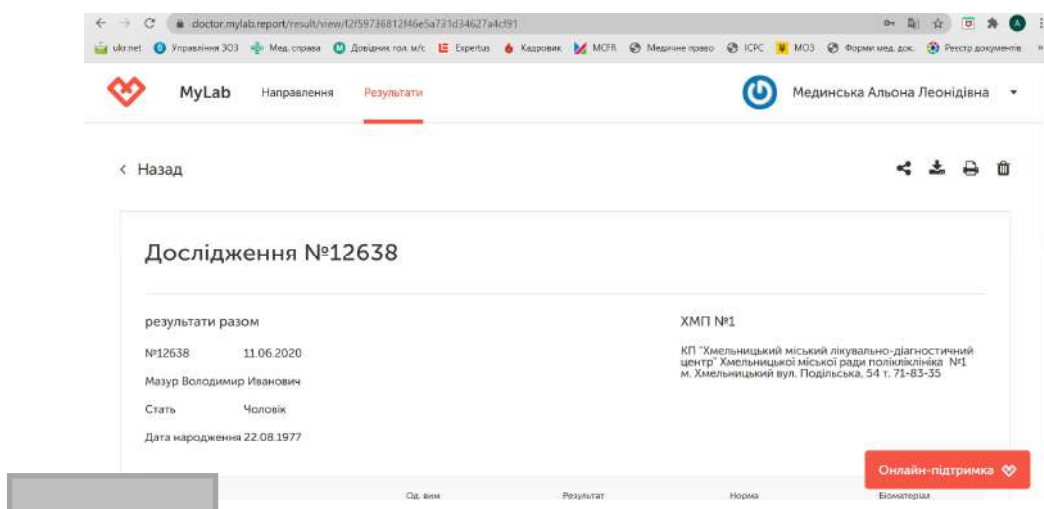 doctor.mylab.report/result/view/f2f59736812f46e5a731d34627a4cf91
ukr.net Управління ЗОЗ Мед. справа Довідник гол. м/с Expertus Кадровик MCFR Медичне право ICPC МОЗ Форми мед. док. Реєстр документів
MyLab Направлення Результати Мединська Альона Леонідівна
< Назад
Дослідження №12638
результати разом
№12638 11.06.2020
Мазур Володимир Иванович
Стать Чоловік
Дата народження 22.08.1977
ХМП №1
КП "Хмельницький міський лікувально-діагностичний
центр" Хмельницької міської ради полікліклініка №1
м. Хмельницький вул. Подільська, 54 т. 71-83-35
Онлайн-підтримка
Од. вим Результат Норма Біоматеріал